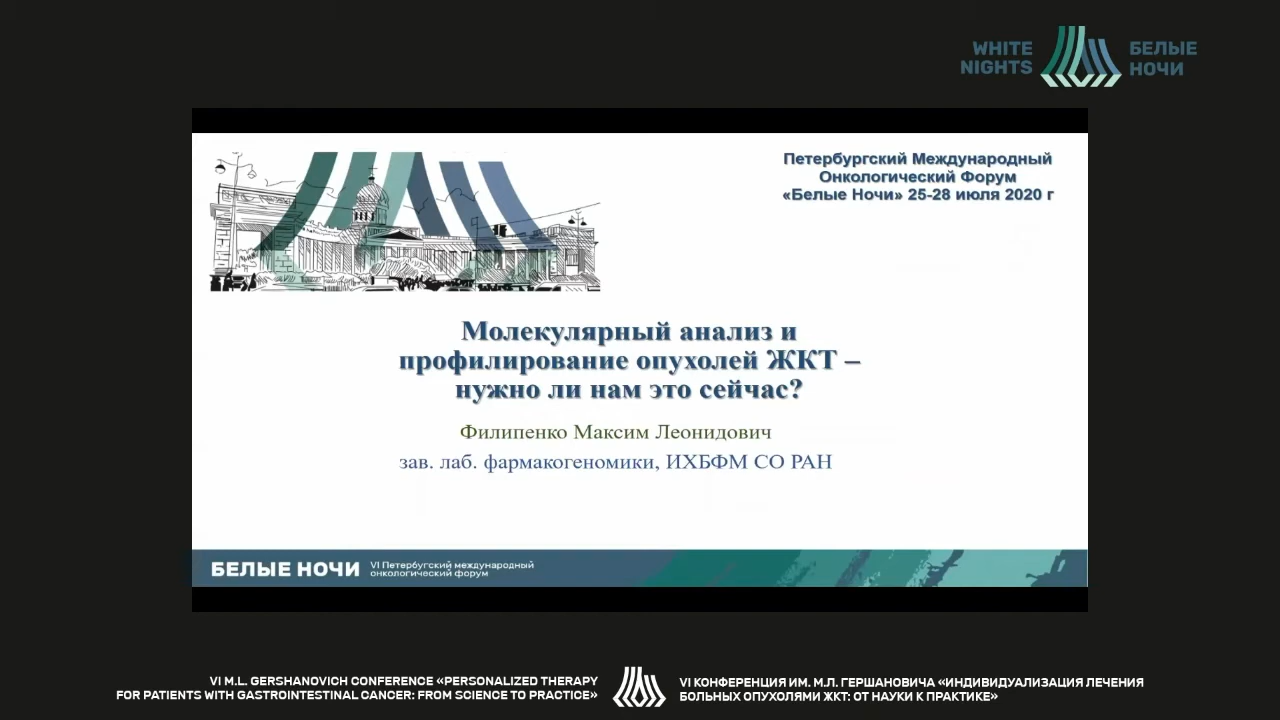 WHITE
NIGHTS
БЕЛЫЕ
НОЧИ
Петербургский Международный
Онкологический Форум
«Белые Ночи» 25-28 июля 2020 г
Молекулярный анализ и
профилирование опухолей ЖКТ –
нужно ли нам это сейчас?
Филипенко Максим Леонидович
зав. лаб. фармакогеномики, ИХБФМ СО РАН
БЕЛЫЕ НОЧИ
VI Петербугский международный
онкологический форум
VI M.L. GERSHANOVICH CONFERENCE «PERSONALIZED THERAPY
FOR PATIENTS WITH GASTROINTESTINAL CANCER: FROM SCIENCE TO PRACTICE»
VI КОНФЕРЕНЦИЯ ИМ. М.Л. ГЕРШАНОВИЧА «ИНДИВИДУАЛИЗАЦИЯ ЛЕЧЕНИЯ
БОЛЬНЫХ ОПУХОЛЯМИ ЖКТ: ОТ НАУКИ К ПРАКТИКЕ»